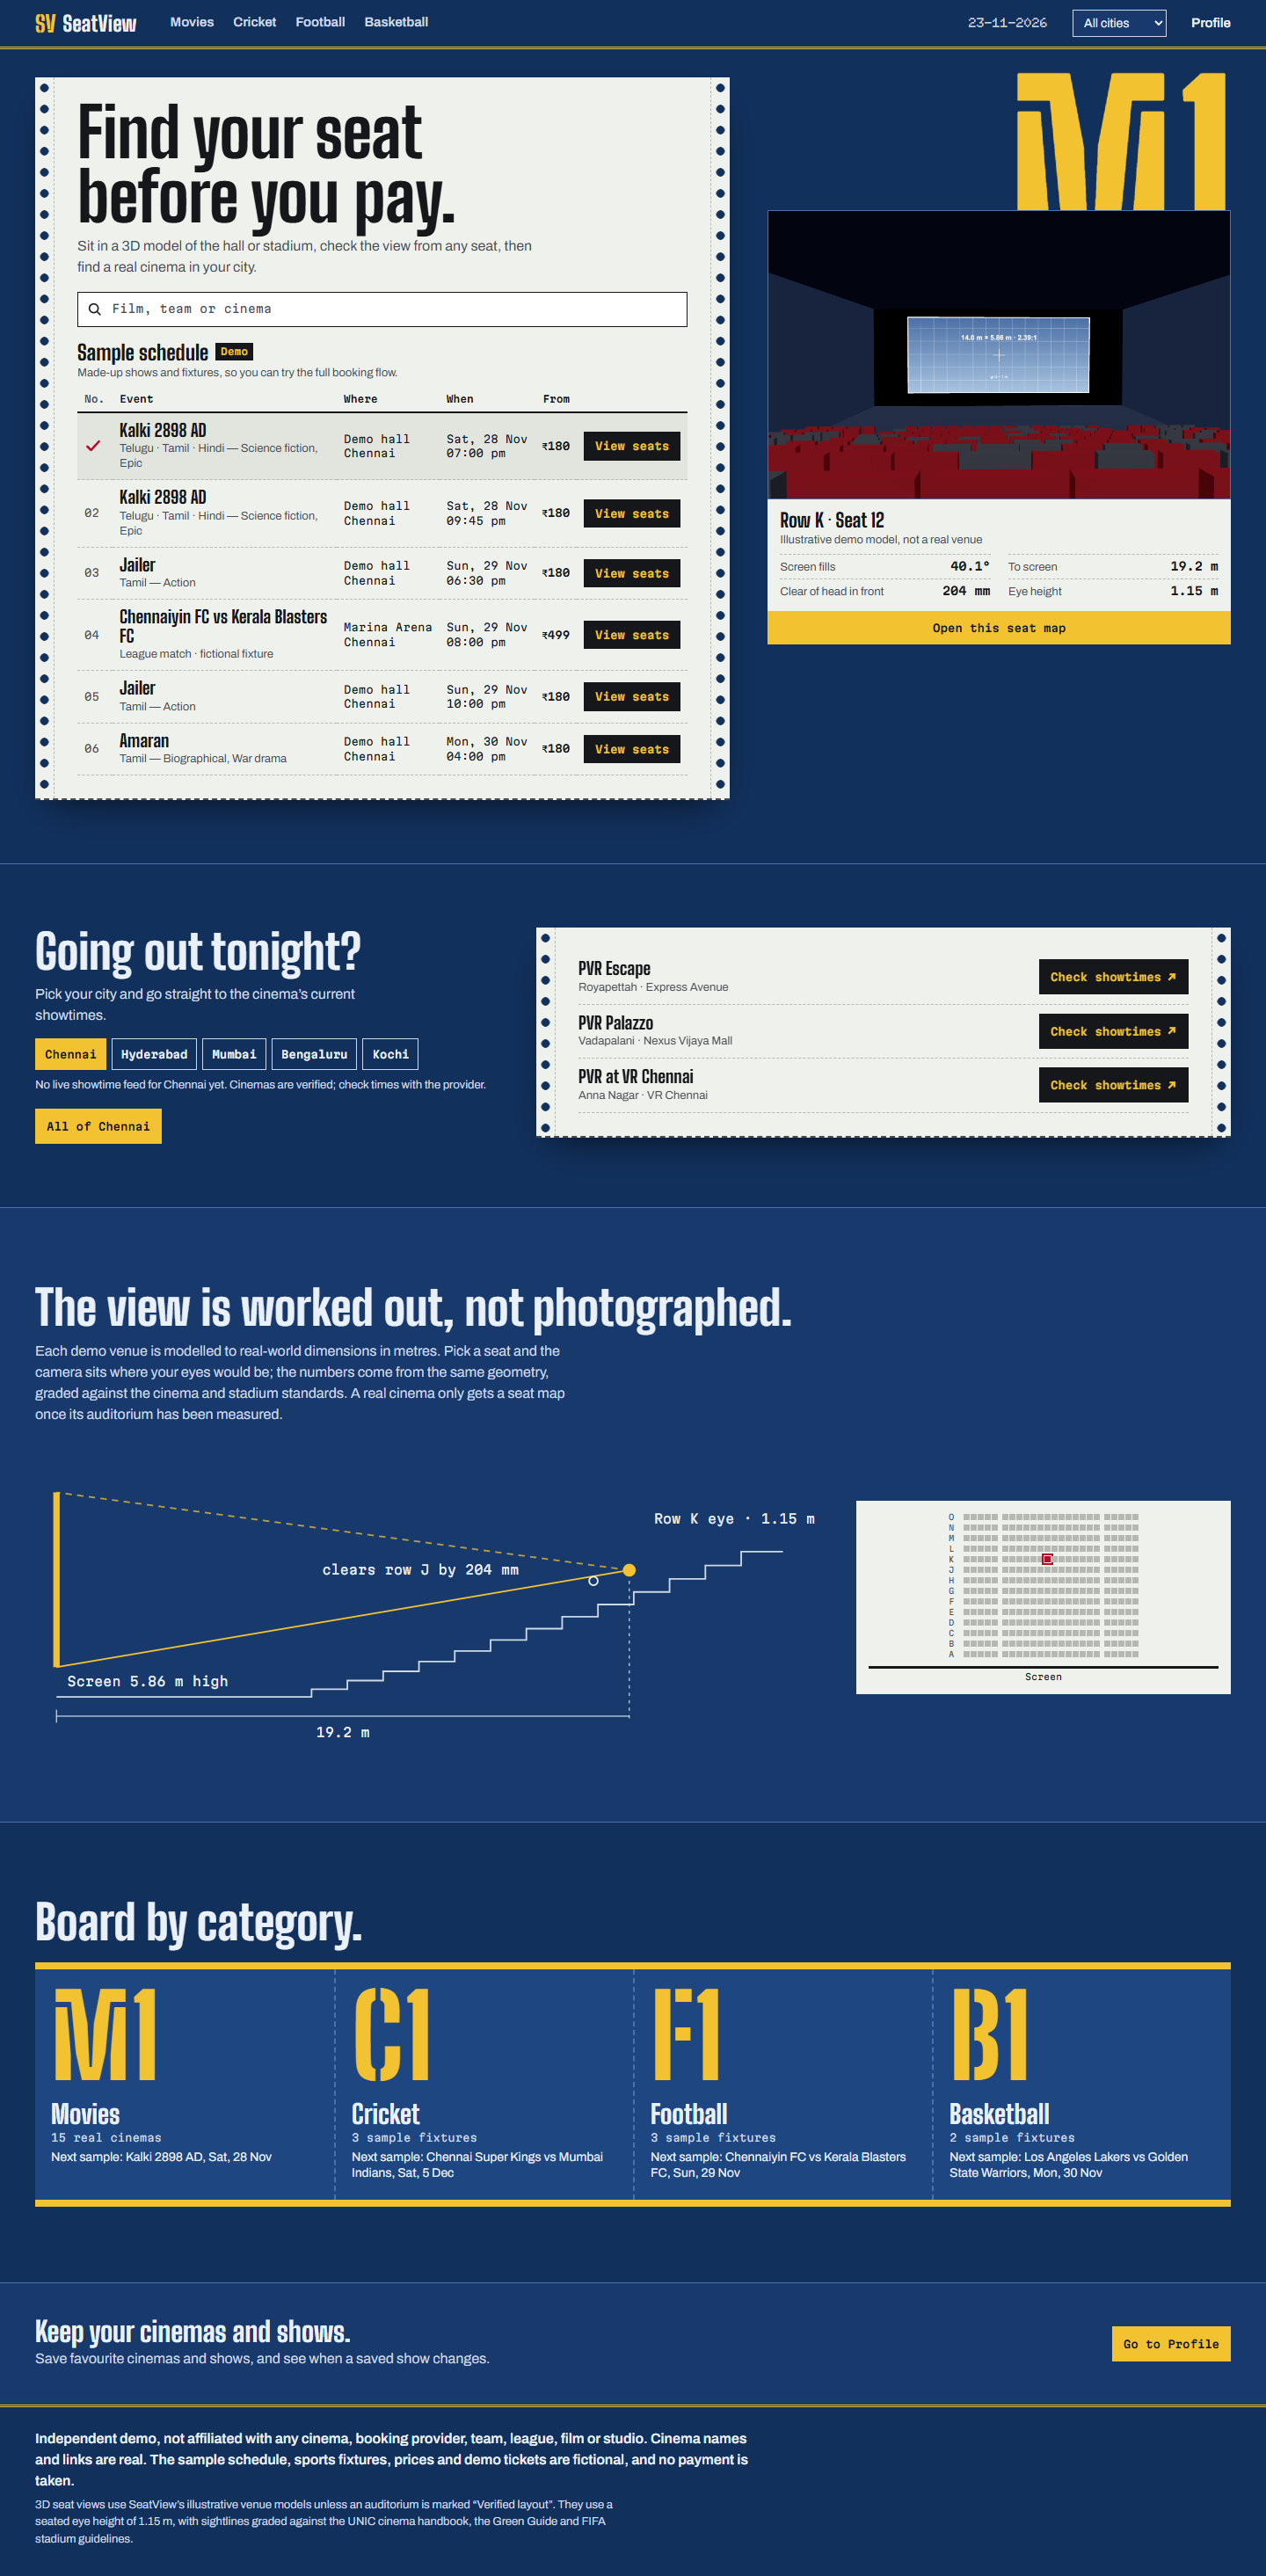 SV SeatView
Movies Cricket Football Basketball
23-11-2026
All cities
Profile
Find your seat
before you pay.
Sit in a 3D model of the hall or stadium, check the view from any seat, then
find a real cinema in your city.
Film, team or cinema
Sample schedule Demo
Made-up shows and fixtures, so you can try the full booking flow.
No. Event Where When From
Kalki 2898 AD
Telugu · Tamil · Hindi — Science fiction,
Epic
Demo hall
Chennai
Sat, 28 Nov
07:00 pm
₹180
View seats
02
Kalki 2898 AD
Telugu · Tamil · Hindi — Science fiction,
Epic
Demo hall
Chennai
Sat, 28 Nov
09:45 pm
₹180
View seats
03
Jailer
Tamil — Action
Demo hall
Chennai
Sun, 29 Nov
06:30 pm
₹180
View seats
04
Chennaiyin FC vs Kerala Blasters
FC
League match · fictional fixture
Marina Arena
Chennai
Sun, 29 Nov
08:00 pm
₹499
View seats
05
Jailer
Tamil — Action
Demo hall
Chennai
Sun, 29 Nov
10:00 pm
₹180
View seats
06
Amaran
Tamil — Biographical, War drama
Demo hall
Chennai
Mon, 30 Nov
04:00 pm
₹180
View seats
M1
14.0 m × 5.86 m · 2.39:1
Row K · Seat 12
Illustrative demo model, not a real venue
Screen fills 40.1°
To screen 19.2 m
Clear of head in front 204 mm
Eye height 1.15 m
Open this seat map
Going out tonight?
Pick your city and go straight to the cinema's current
showtimes.
Chennai Hyderabad Mumbai Bengaluru Kochi
No live showtime feed for Chennai yet. Cinemas are verified; check times with the provider.
All of Chennai
PVR Escape
Royapettah · Express Avenue
Check showtimes ↗
PVR Palazzo
Vadapalani · Nexus Vijaya Mall
Check showtimes ↗
PVR at VR Chennai
Anna Nagar · VR Chennai
Check showtimes ↗
The view is worked out, not photographed.
Each demo venue is modelled to real-world dimensions in metres. Pick a seat and the
camera sits where your eyes would be; the numbers come from the same geometry,
graded against the cinema and stadium standards. A real cinema only gets a seat map
once its auditorium has been measured.
Row K eye · 1.15 m
clears row J by 204 mm
Screen 5.86 m high
19.2 m
O
N
M
L
K
J
H
G
F
E
D
C
B
A
Screen
Board by category.
M1
Movies
15 real cinemas
Next sample: Kalki 2898 AD, Sat, 28 Nov
C1
Cricket
3 sample fixtures
Next sample: Chennai Super Kings vs Mumbai
Indians, Sat, 5 Dec
F1
Football
3 sample fixtures
Next sample: Chennaiyin FC vs Kerala Blasters
FC, Sun, 29 Nov
B1
Basketball
2 sample fixtures
Next sample: Los Angeles Lakers vs Golden
State Warriors, Mon, 30 Nov
Keep your cinemas and shows.
Save favourite cinemas and shows, and see when a saved show changes.
Go to Profile
Independent demo, not affiliated with any cinema, booking provider, team, league, film or studio. Cinema names
and links are real. The sample schedule, sports fixtures, prices and demo tickets are fictional, and no payment is
taken.
3D seat views use SeatView's illustrative venue models unless an auditorium is marked “Verified layout”. They use a
seated eye height of 1.15 m, with sightlines graded against the UNIC cinema handbook, the Green Guide and FIFA
stadium guidelines.